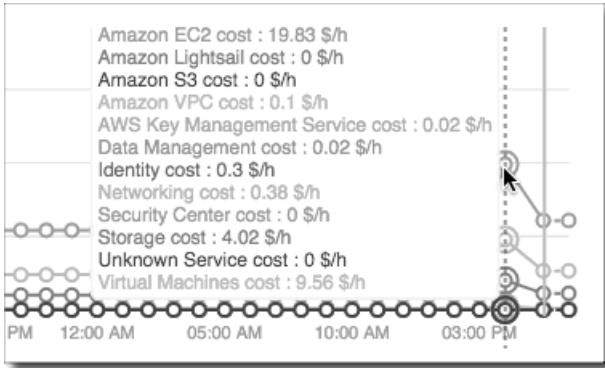 Amazon EC2 cost : 19.83 $/h
Amazon Lightsail cost : 0 $/h
Amazon S3 cost : 0 $/h
Amazon VPC cost : 0.1 $/h
AWS Key Management Service cost : 0.02 $/h
Data Management cost : 0.02 $/h
Identity cost : 0.3 $/h
Networking cost : 0.38 $/h
Security Center cost : 0 $/h
Storage cost : 4.02 $/h
Unknown Service cost : 0 $/h
Virtual Machines cost : 9.56 $/h
PM 12:00 AM 05:00 AM 10:00 AM 03:00 PM